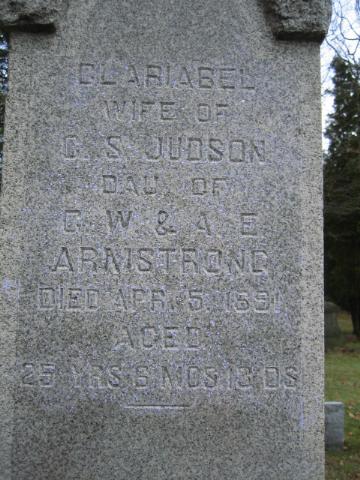 CLARIABEL
WIFE OF
C. S. JUDSON
DAU. OF
G. W. & A. E.
ARMSTRONG
DIED APR. 5, 1891
AGED
25 YRS 6 MOS 13 DS